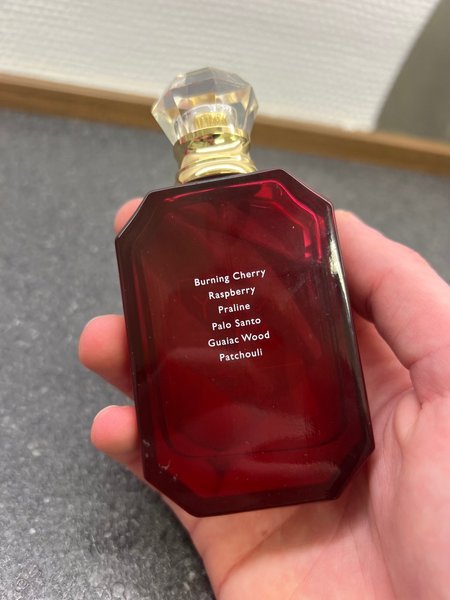 Burning Cherry
Raspberry
Praline
Palo Santo
Guaiac Wood
Patchouli